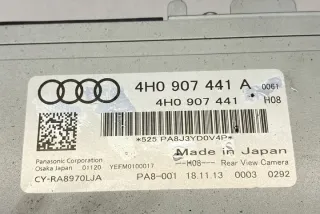 4H0 907 441 A 0061
4H0 907 441 . H08
Made in Japan
*525 PA8J3YD0V4P*
Panasonic Corporation
Osaka Japan 01120 YEFM0100017 —H08— Rear View Camera
CY-RA8970LJA PA8-001 18.11.13 0003 0292